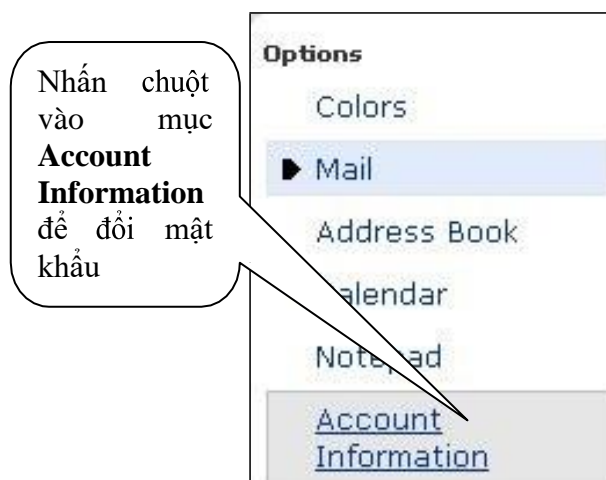 Nhấn chuột
vào mục
Account
Information
để đổi mật
khẩu
Options
Colors
Mail
Address Book
Calendar
Notepad
Account
Information